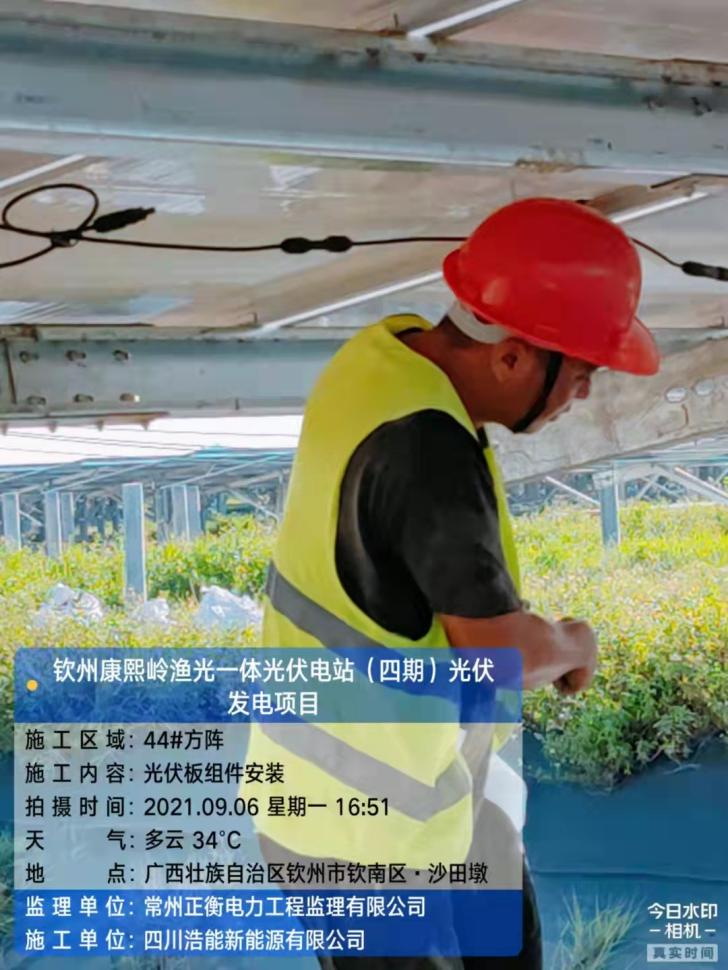 钦州康熙岭渔光一体光伏电站（四期）光伏
发电项目
施工区域：44#方阵
施工内容：光伏板组件安装
拍摄时间：2021.09.06 星期一 16:51
天气：多云 34℃
地点：广西壮族自治区钦州市钦南区·沙田墩
监理单位：常州正衡电力工程监理有限公司
施工单位：四川浩能新能源有限公司
今日水印
－相机－
真实时间